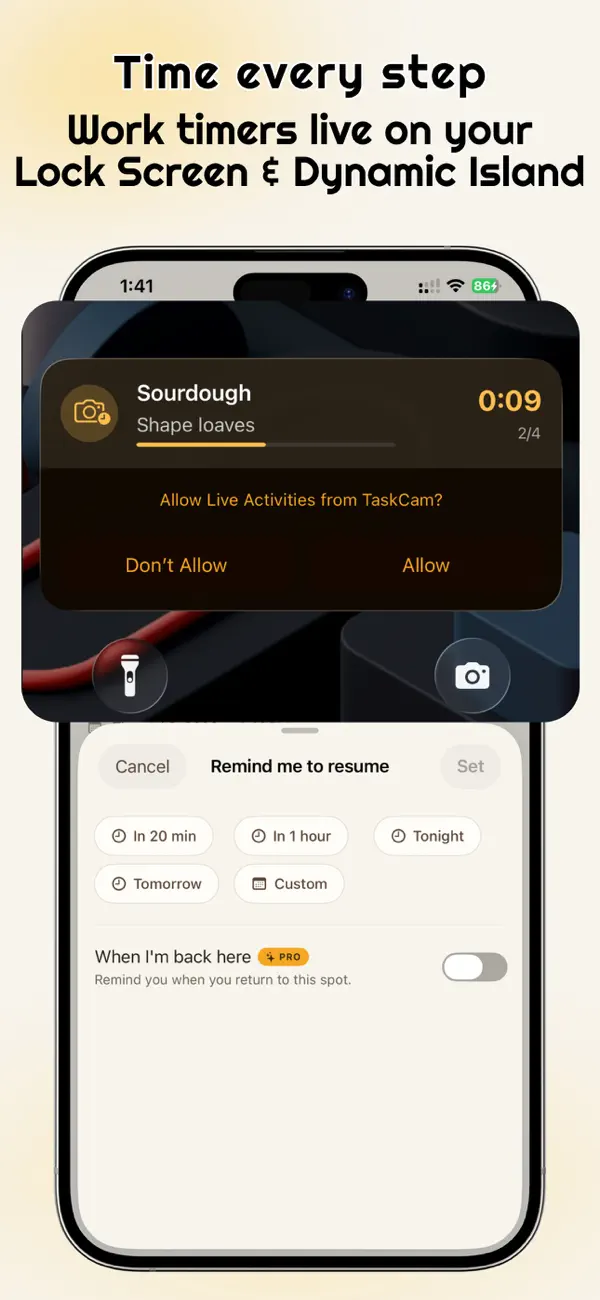 Time every step
Work timers live on your
Lock Screen & Dynamic Island
1:41
86
Sourdough
0:09
Shape loaves
2/4
Allow Live Activities from TaskCam?
Don't Allow
Allow
Cancel
Remind me to resume
Set
In 20 min
In 1 hour
Tonight
Tomorrow
Custom
When I'm back here PRO
Remind you when you return to this spot.